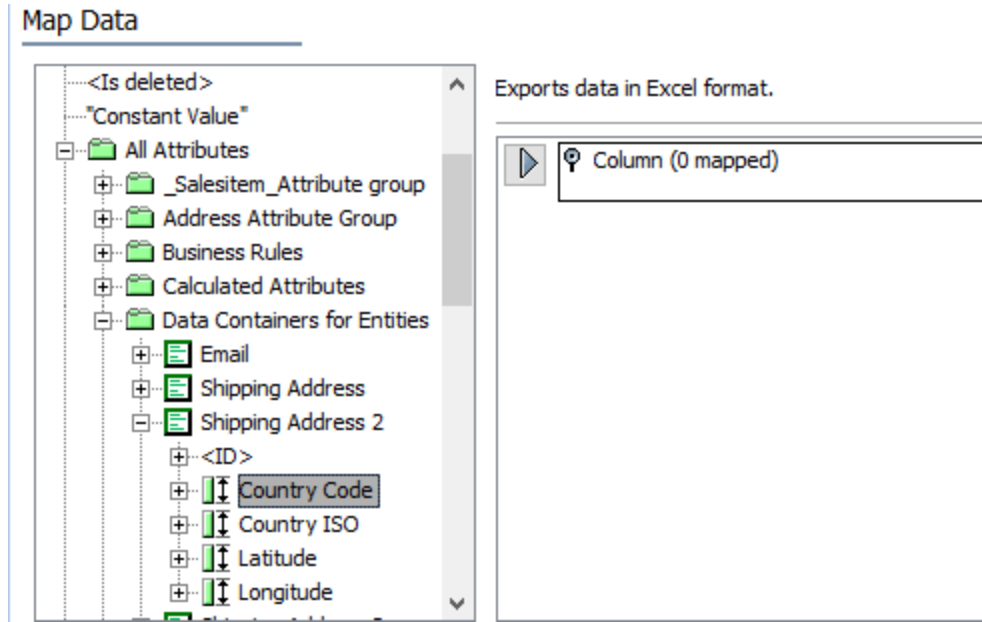 Map Data
<Is deleted>
"Constant Value"
All Attributes
_Salesitem_Attribute group
Address Attribute Group
Business Rules
Calculated Attributes
Data Containers for Entities
Email
Shipping Address
Shipping Address 2
<ID>
Country Code
Country ISO
Latitude
Longitude
Exports data in Excel format.
Column (0 mapped)